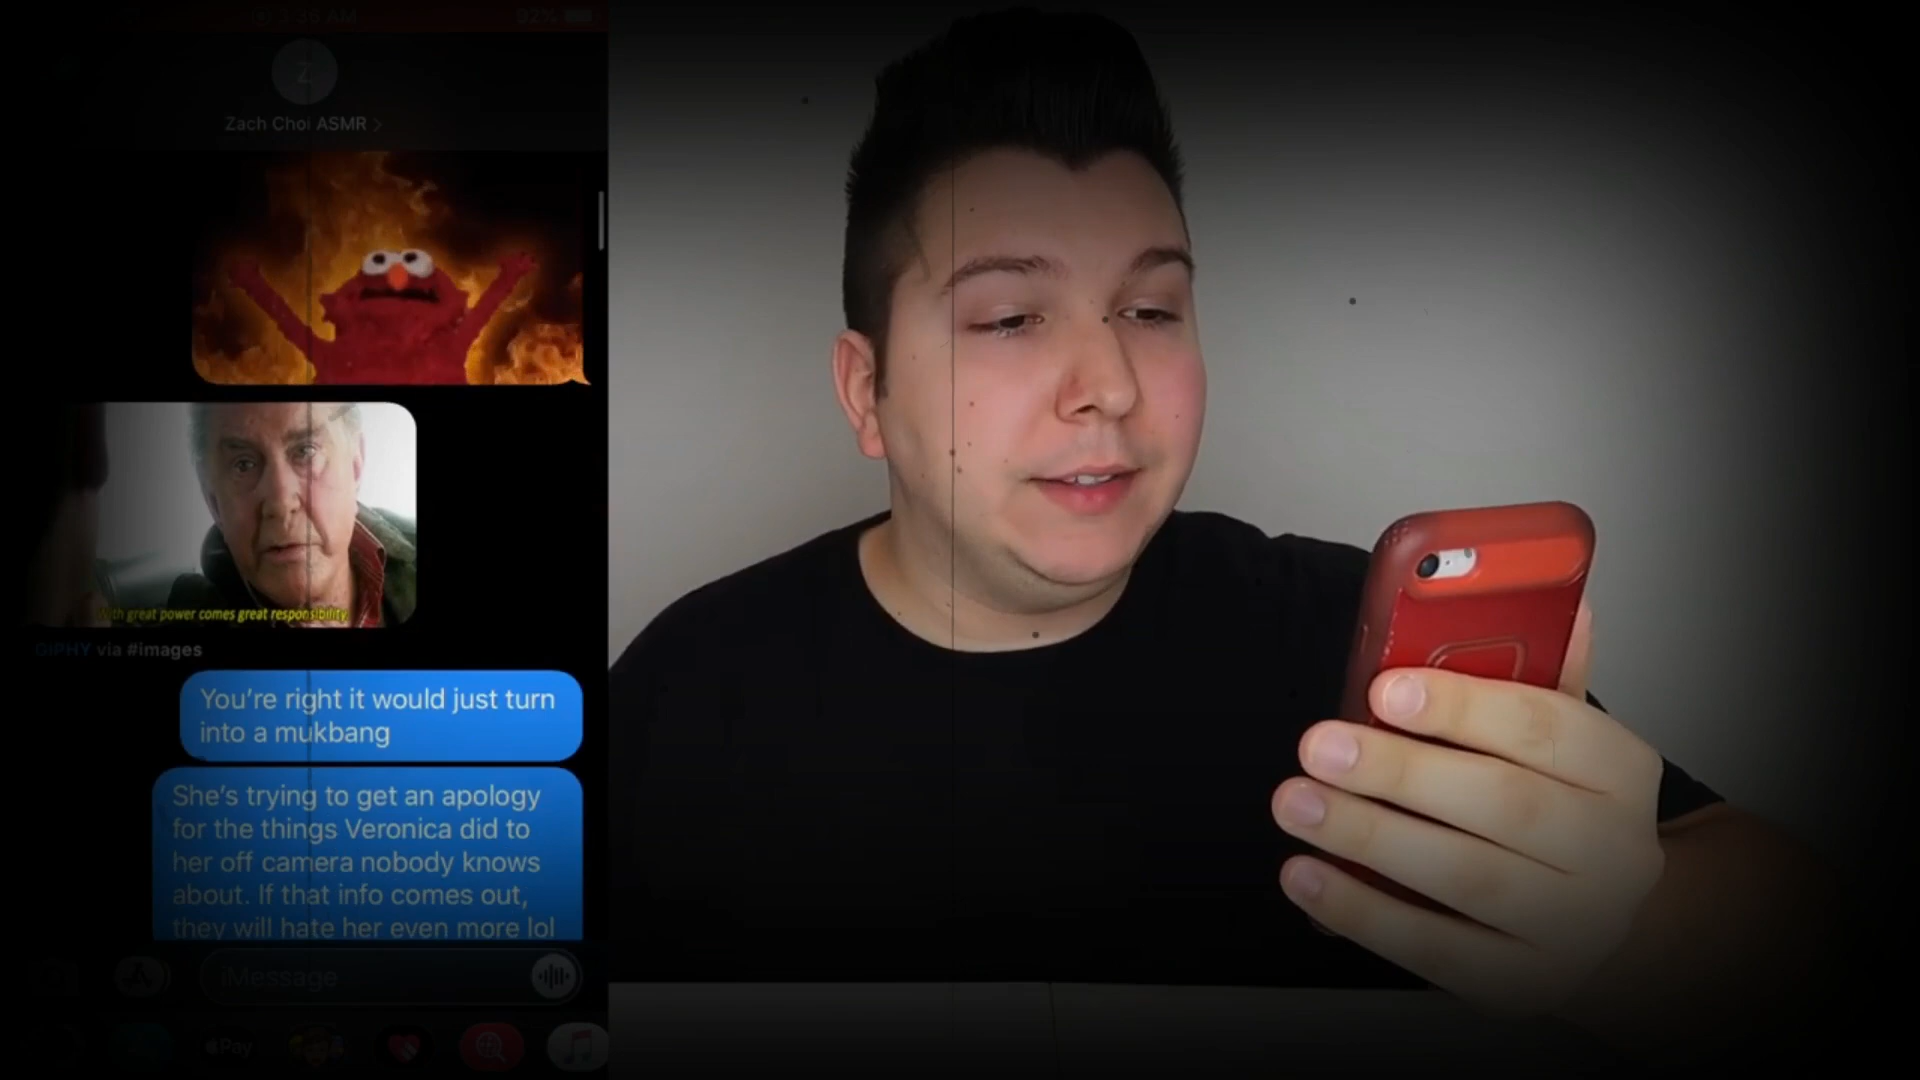 92%
Z
Zach Choi ASMR >
With great power comes great responsibility.
GIPHY via #images
You're right it would just turn
into a mukbang
She's trying to get an apology
for the things Veronica did to
her off camera nobody knows
about. If that info comes out,
they will hate her even more lol
iMessage
Pay